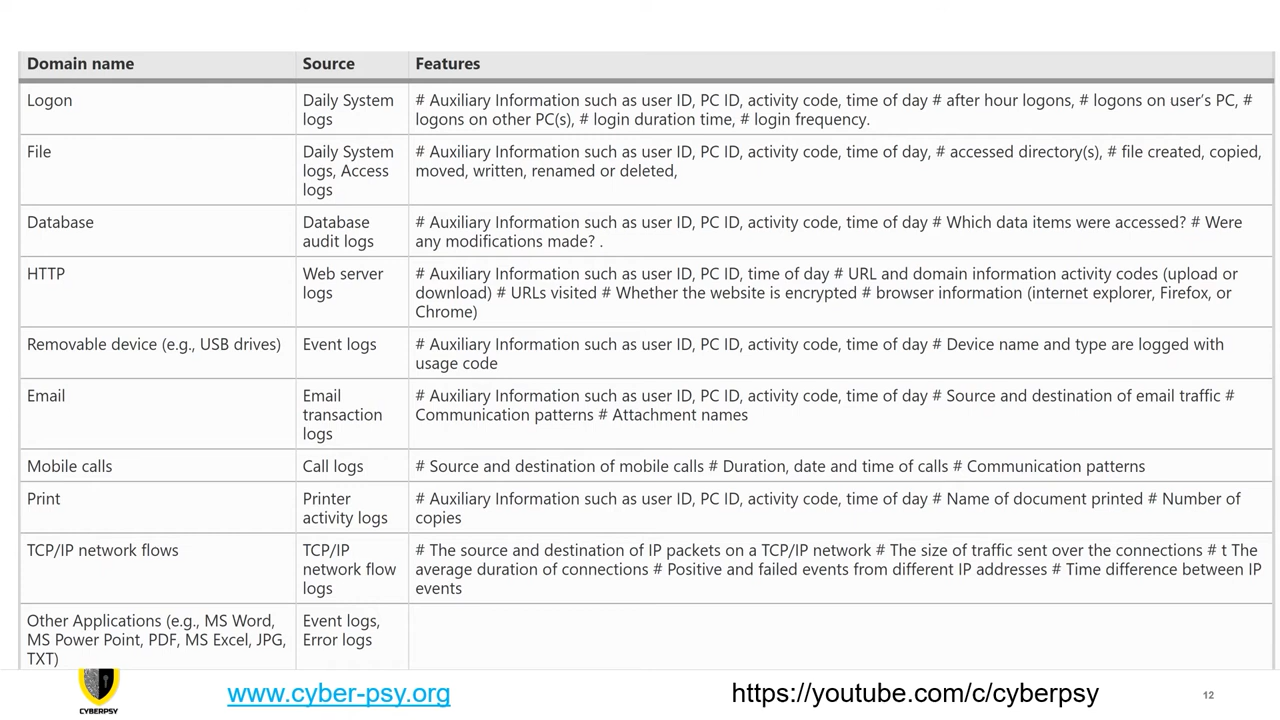 Domain name Source Features
Logon
Daily System
logs
# Auxiliary Information such as user ID, PC ID, activity code, time of day # after hour logons, # logons on user's PC, #
logons on other PC(s), # login duration time, # login frequency.
File
Daily System
logs, Access
logs
# Auxiliary Information such as user ID, PC ID, activity code, time of day, # accessed directory(s), # file created, copied,
moved, written, renamed or deleted,
Database
Database
audit logs
# Auxiliary Information such as user ID, PC ID, activity code, time of day # Which data items were accessed? # Were
any modifications made? .
HTTP
Web server
logs
# Auxiliary Information such as user ID, PC ID, time of day # URL and domain information activity codes (upload or
download) # URLs visited # Whether the website is encrypted # browser information (internet explorer, Firefox, or
Chrome)
Removable device (e.g., USB drives)
Event logs
# Auxiliary Information such as user ID, PC ID, activity code, time of day # Device name and type are logged with
usage code
Email
Email
transaction
logs
# Auxiliary Information such as user ID, PC ID, activity code, time of day # Source and destination of email traffic #
Communication patterns # Attachment names
Mobile calls
Call logs
# Source and destination of mobile calls # Duration, date and time of calls # Communication patterns
Print
Printer
activity logs
# Auxiliary Information such as user ID, PC ID, activity code, time of day # Name of document printed # Number of
copies
TCP/IP network flows
TCP/IP
network flow
logs
# The source and destination of IP packets on a TCP/IP network # The size of traffic sent over the connections # t The
average duration of connections # Positive and failed events from different IP addresses # Time difference between IP
events
Other Applications (e.g., MS Word,
MS Power Point, PDF, MS Excel, JPG,
TXT)
Event logs,
Error logs
CYBERPSY
www.cyber-psy.org
https://youtube.com/c/cyberpsy
12